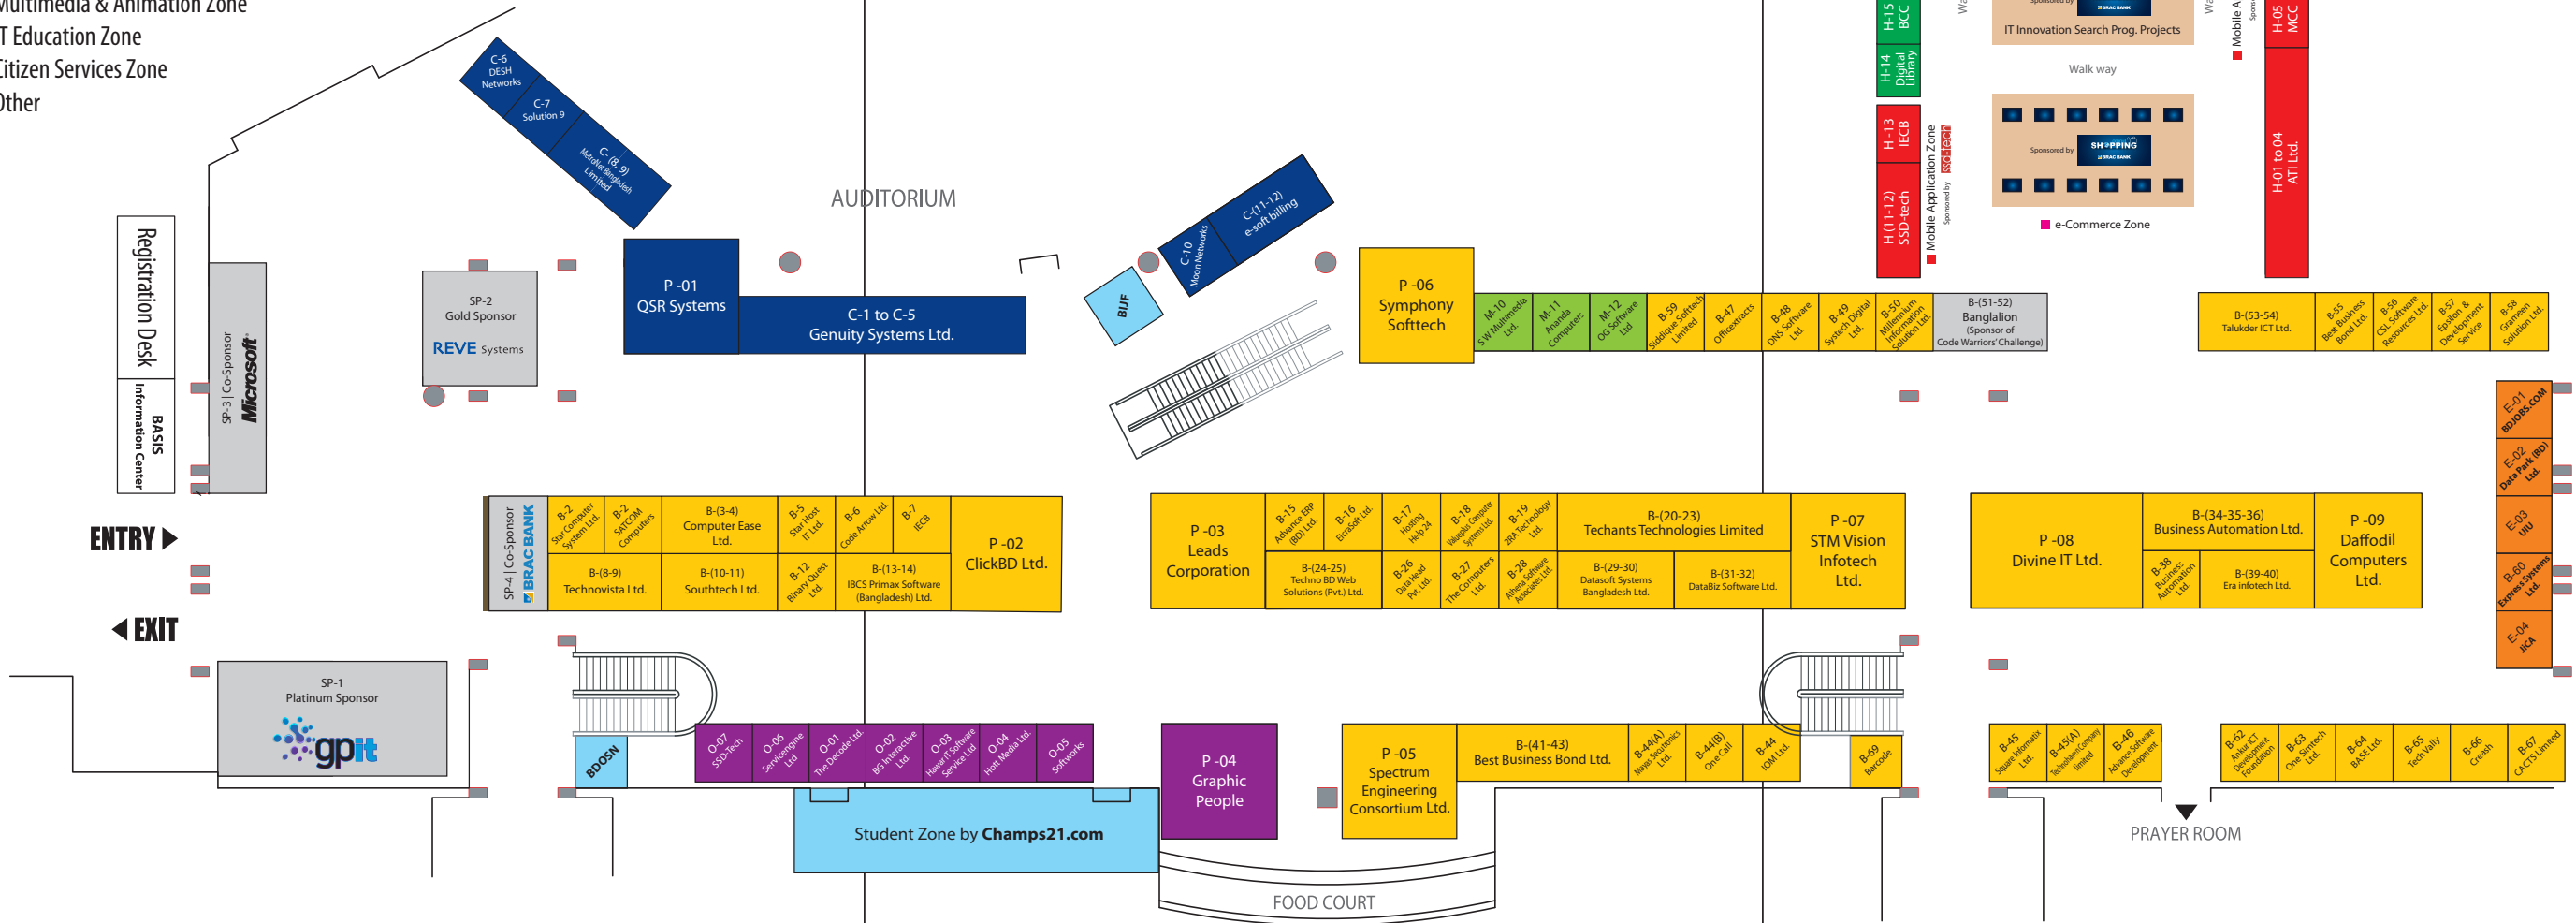 Multimedia & Animation Zone
IT Education Zone
Citizen Services Zone
Other
Registration Desk
BASIS
Information Center
SP-3 | Co-Sponsor
Microsoft
ENTRY
EXIT
SP-1
Platinum Sponsor
gpit
SP-2
Gold Sponsor
REVE Systems
C-6
DESH
Networks
C-7
Solution 9
C- (8, 9)
MetroNet Bangladesh
Limited
AUDITORIUM
P -01
QSR Systems
C-1 to C-5
Genuity Systems Ltd.
BIJF
C-10
Moon Networks
C-(11-12)
e-soft billing
P -06
Symphony
Softtech
M-10
S W Multimedia
Ltd.
M-11
Ananda
Computers
M-12
OG Software
Ltd
B-59
Siddique Softech
Limited
B-47
Officextracts
B-48
DNS Software
Ltd.
B-49
Systech Digital
Ltd.
B-50
Millennium
Information
Solution Ltd.
B-(51-52)
Banglalion
(Sponsor of
Code Warriors' Challenge)
H-15
BCC
H-14
Digital
Library
H -13
IECB
H (11-12)
SSD-tech
Mobile Application Zone
Sponsored by ssd-tech
Sponsored by
BRAC BANK
IT Innovation Search Prog. Projects
Walk way
Sponsored by
SHOPPING
BRAC BANK
e-Commerce Zone
Mobile A
H-05
MCC
H-01 to 04
ATI Ltd.
B-(53-54)
Talukder ICT Ltd.
B-55
Best Business
Bond Ltd.
B-56
CSL Software
Resources Ltd.
B-57
Epsilon &
Development
Service
B-58
Grameen
Solution Ltd.
E-01
BDJOBS.COM
E-02
Data Park (BD)
Ltd.
E-03
UIU
B-60
Express Systems
Ltd.
E-04
JICA
SP-4 | Co-Sponsor
BRAC BANK
B-2
Star Computer
System Ltd.
B-2
SATCOM
Computers
B-(3-4)
Computer Ease
Ltd.
B-5
Star Host
IT Ltd.
B-6
Code Arrow Ltd.
B-7
IECB
B-(8-9)
Technovista Ltd.
B-(10-11)
Southtech Ltd.
B-12
Binary Quest
Ltd.
B-(13-14)
IBCS Primax Software
(Bangladesh) Ltd.
P -02
ClickBD Ltd.
P -03
Leads
Corporation
B-15
Advance ERP
(BD) Ltd.
B-16
EicraSoft Ltd.
B-17
Hosting
Help 24
B-18
Valueplus Computer
Systems Ltd.
B-19
2RA Technology
Ltd.
B-(20-23)
Techants Technologies Limited
B-(24-25)
Techno BD Web
Solutions (Pvt.) Ltd.
B-26
Data Head
Pvt. Ltd.
B-27
The Computers
Ltd.
B-28
Athena Software
Associates Ltd.
B-(29-30)
Datasoft Systems
Bangladesh Ltd.
B-(31-32)
DataBiz Software Ltd.
P -07
STM Vision
Infotech
Ltd.
P -08
Divine IT Ltd.
B-(34-35-36)
Business Automation Ltd.
B-38
Business
Automation
Ltd.
B-(39-40)
Era infotech Ltd.
P -09
Daffodil
Computers
Ltd.
BDOSN
O-07
SSD-Tech
O-06
Servicengine
Ltd
O-01
The Decode Ltd.
O-02
BG Interactive
Ltd.
O-03
Hawar IT Software
Service Ltd
O-04
Hott Media Ltd.
O-05
Softworks
Student Zone by Champs21.com
P -04
Graphic
People
FOOD COURT
P -05
Spectrum
Engineering
Consortium Ltd.
B-(41-43)
Best Business Bond Ltd.
B-44(A)
Ltd.
B-44(B)
One Call
B-44
IOM Ltd.
B-69
Barcode
B-45
Square Informatix
Ltd.
B-45(A)
Technohaven Company
limited
B-46
Advance Software
Development
B-62
Ankur ICT
Development
Foundation
B-63
One Simtech
Ltd.
B-64
BASE Ltd.
B-65
Tech Vally
B-66
Creash
B-67
CACTS Limited
PRAYER ROOM